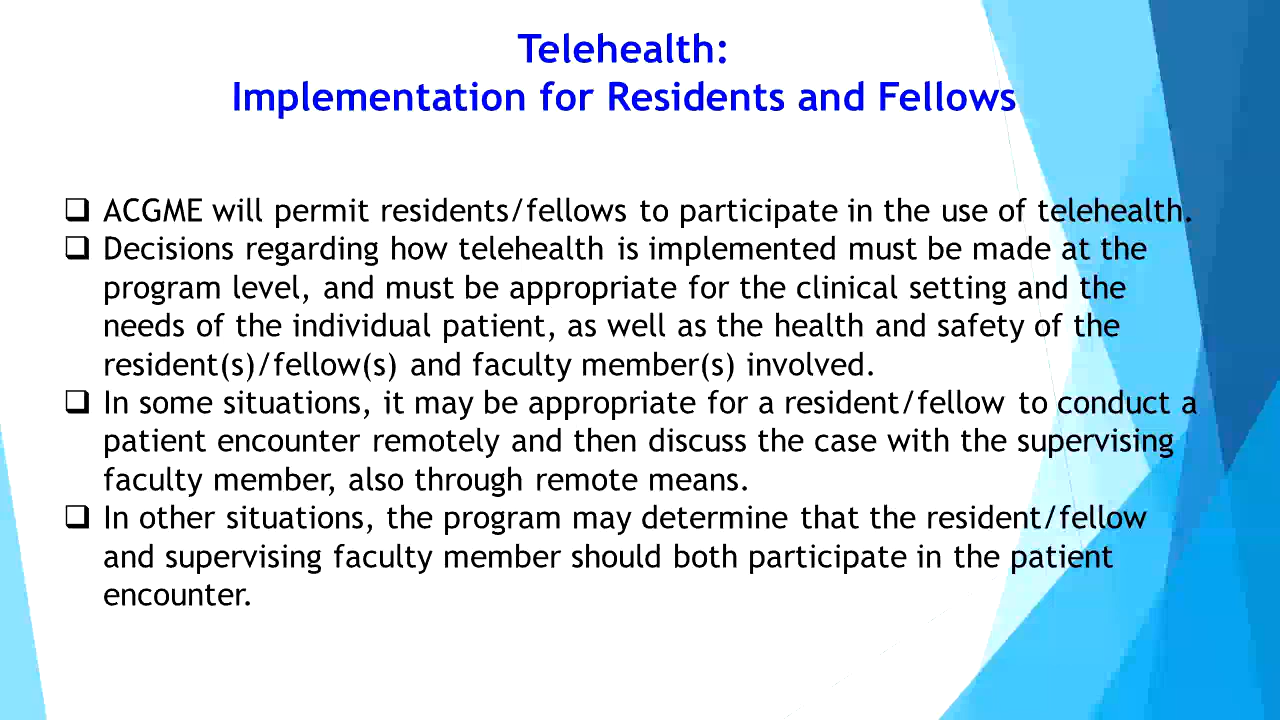 Telehealth:
Implementation for Residents and Fellows
❑ ACGME will permit residents/fellows to participate in the use of telehealth.
❑ Decisions regarding how telehealth is implemented must be made at the
program level, and must be appropriate for the clinical setting and the
needs of the individual patient, as well as the health and safety of the
resident(s)/fellow(s) and faculty member(s) involved.
❑ In some situations, it may be appropriate for a resident/fellow to conduct a
patient encounter remotely and then discuss the case with the supervising
faculty member, also through remote means.
❑ In other situations, the program may determine that the resident/fellow
and supervising faculty member should both participate in the patient
encounter.